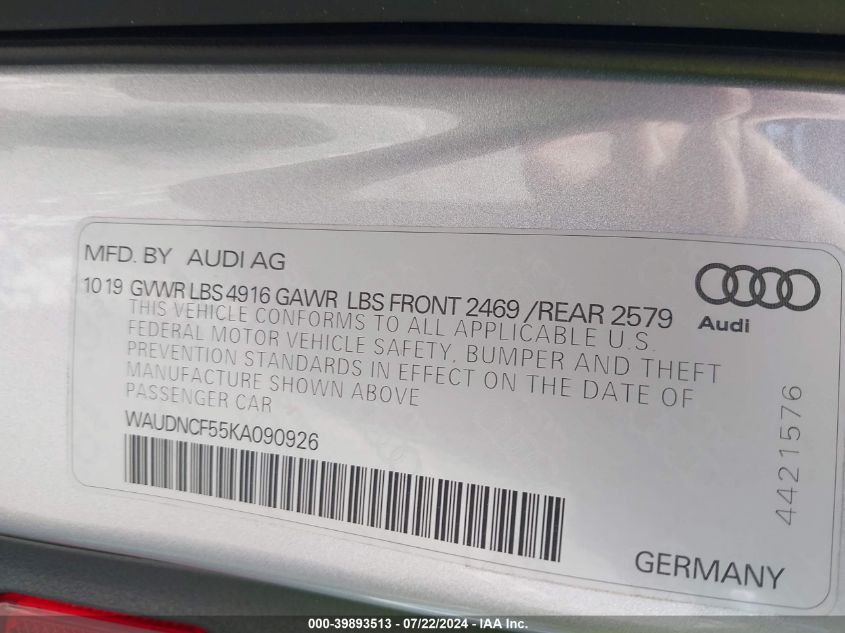 MFD. BY AUDI AG
10 19 GVWR LBS 4916 GAWR LBS FRONT 2469 /REAR 2579
THIS VEHICLE CONFORMS TO ALL APPLICABLE U.S.
FEDERAL MOTOR VEHICLE SAFETY, BUMPER AND THEFT
PREVENTION STANDARDS IN EFFECT ON THE DATE OF
MANUFACTURE SHOWN ABOVE
PASSENGER CAR
WAUDNCF55KA090926
Audi
4421576
GERMANY
000-39893513 - 07/22/2024 - IAA Inc.